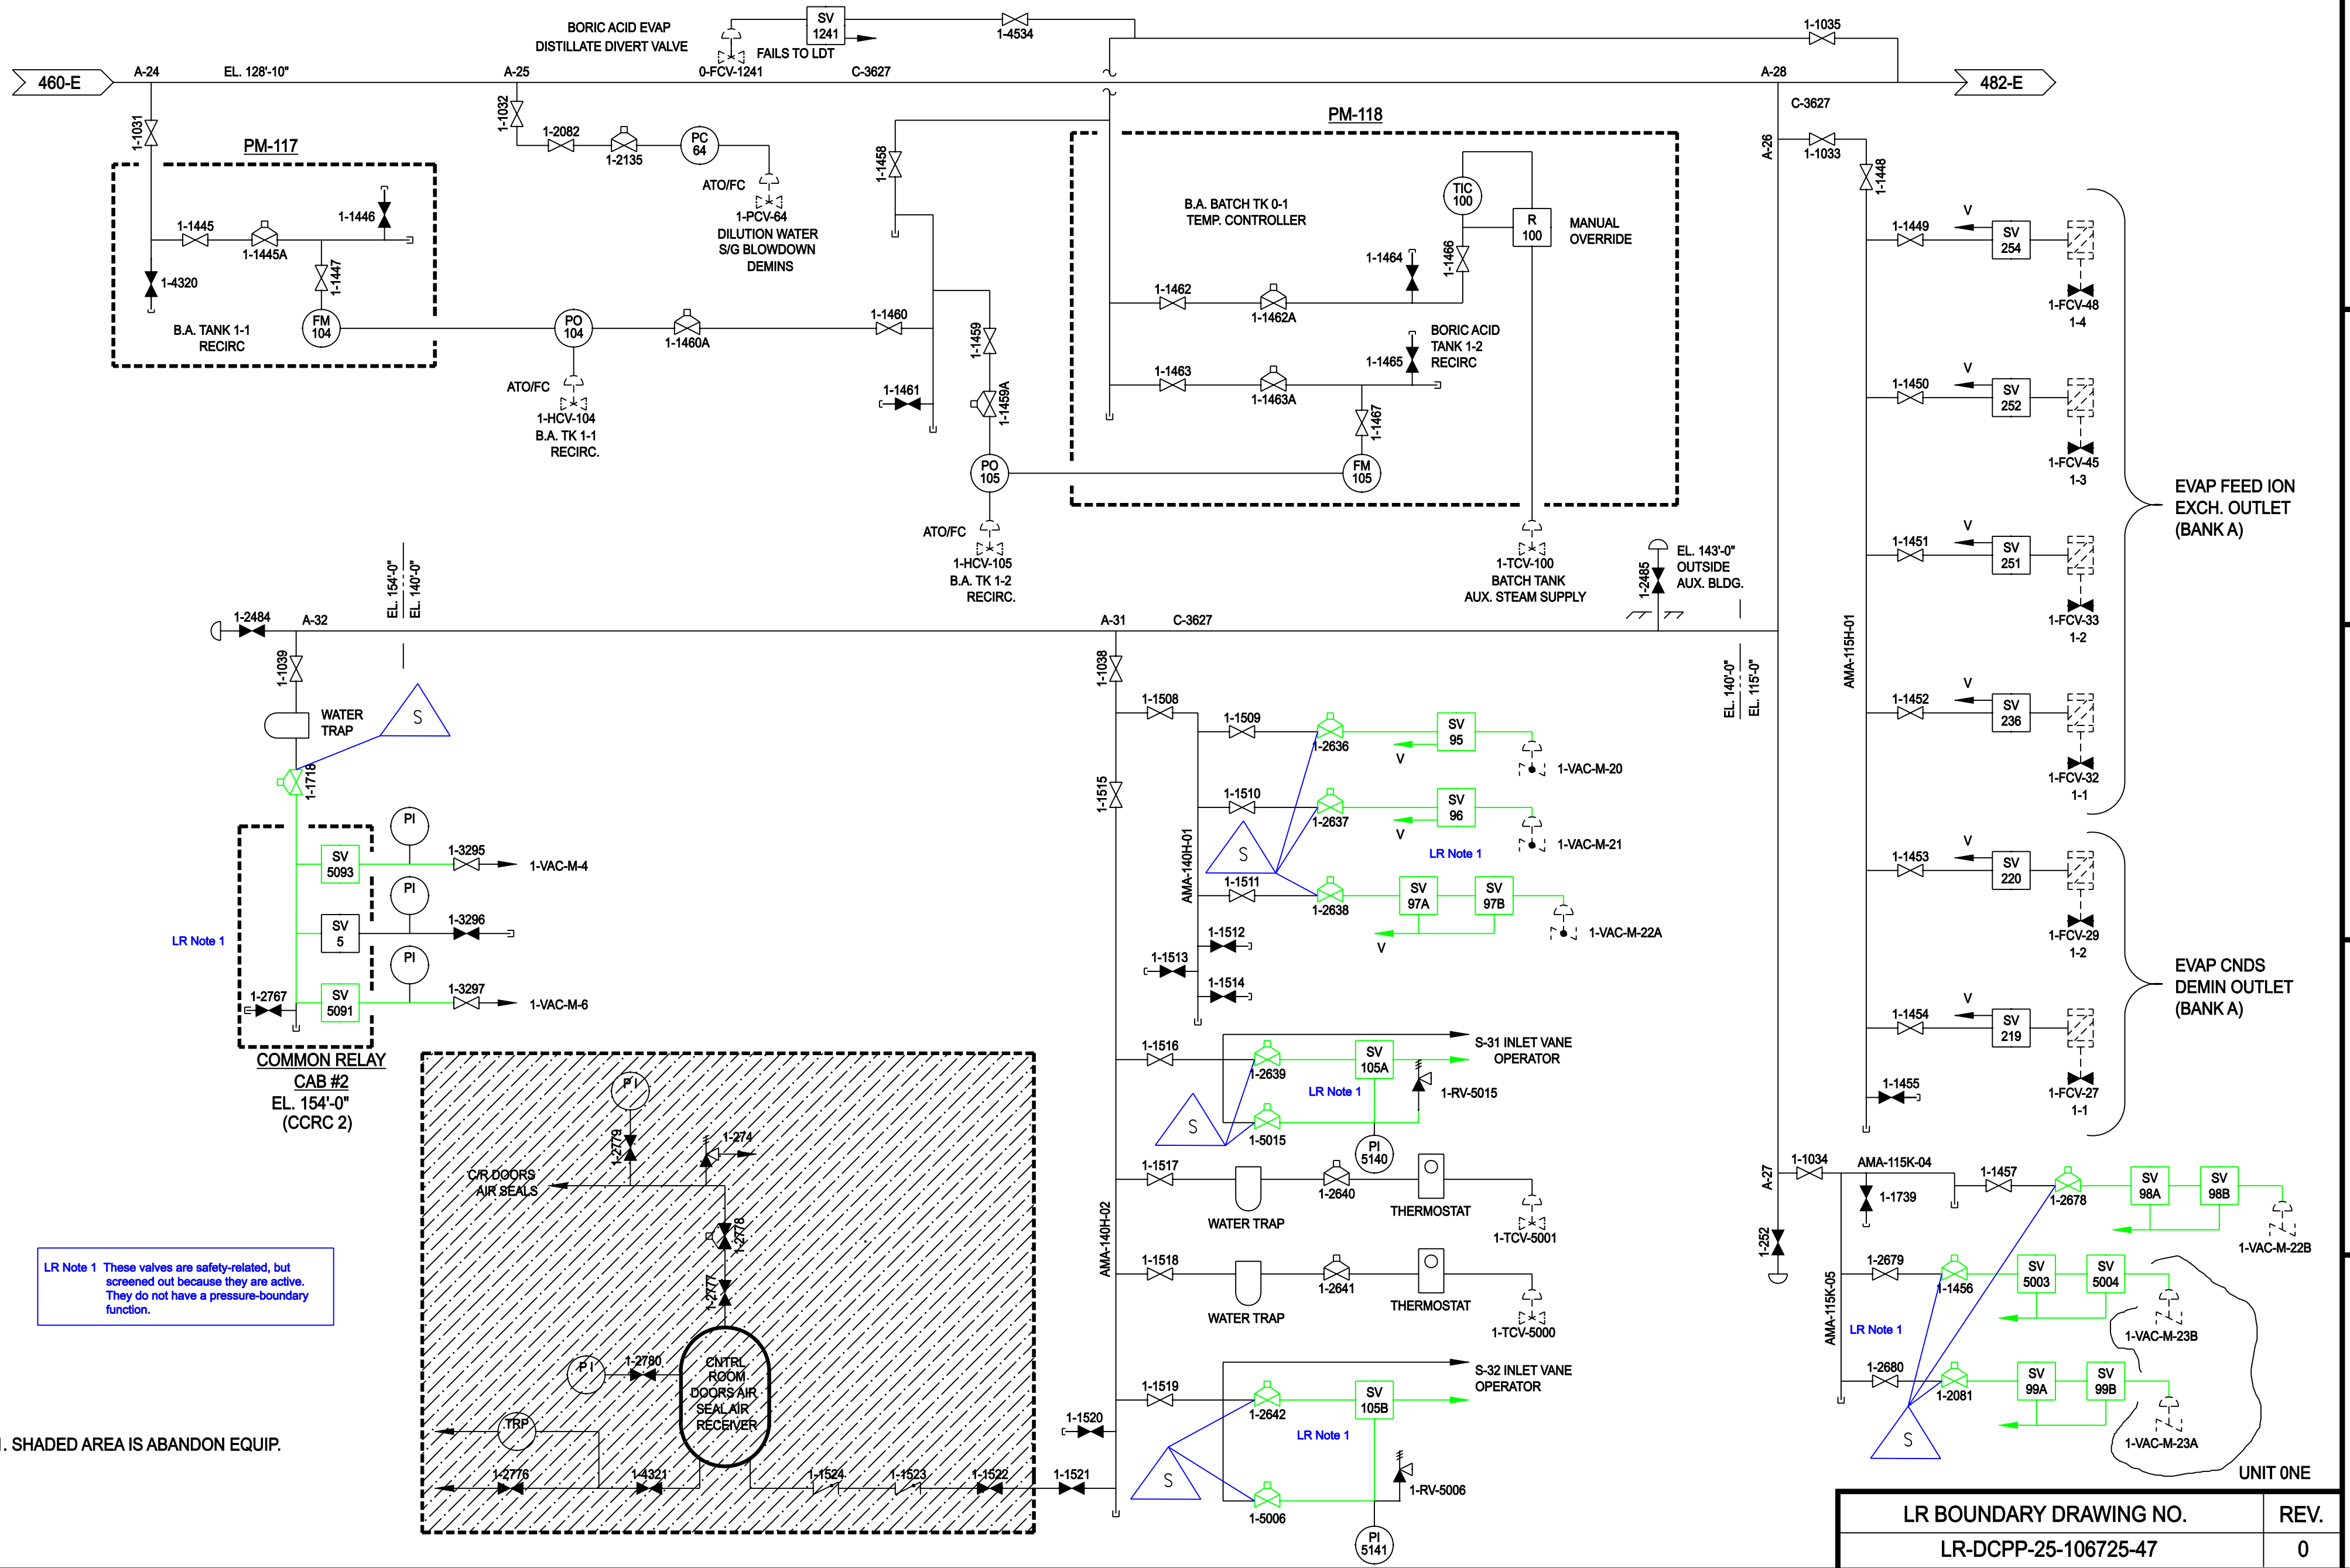 BORIC ACID EVAP
DISTILLATE DIVERT VALVE
SV
1241
FAILS TO LDT
0-FCV-1241
1-4534
1-1035
460-E
A-24
EL. 128'-10"
A-25
C-3627
A-28
482-E
C-3627
1-1031
PM-117
1-1445
1-1445A
1-1446
1-1447
1-4320
B.A. TANK 1-1
RECIRC
FM
104
1-1032
1-2082
1-2135
PC
64
ATO/FC
1-PCV-64
DILUTION WATER
S/G BLOWDOWN
DEMINS
PO
104
1-1460A
ATO/FC
1-HCV-104
B.A. TK 1-1
RECIRC.
1-1458
1-1460
1-1459
1-1461
1-1459A
PO
105
ATO/FC
1-HCV-105
B.A. TK 1-2
RECIRC.
PM-118
B.A. BATCH TK 0-1
TEMP. CONTROLLER
TIC
100
R
100
MANUAL
OVERRIDE
1-1462
1-1462A
1-1464
1-1466
1-1463
1-1463A
1-1465
BORIC ACID
TANK 1-2
RECIRC
1-1467
FM
105
1-TCV-100
BATCH TANK
AUX. STEAM SUPPLY
1-2485
EL. 143'-0"
OUTSIDE
AUX. BLDG.
A-26
1-1033
1-1448
AMA-115H-01
1-1449
V
SV
254
1-FCV-48
1-4
1-1450
V
SV
252
1-FCV-45
1-3
1-1451
V
SV
251
1-FCV-33
1-2
1-1452
V
SV
236
1-FCV-32
1-1
EVAP FEED ION
EXCH. OUTLET
(BANK A)
1-1453
V
SV
220
1-FCV-29
1-2
1-1454
V
SV
219
1-FCV-27
1-1
1-1455
EVAP CNDS
DEMIN OUTLET
(BANK A)
EL. 154'-0"
EL. 140'-0"
1-2484
A-32
A-31
C-3627
EL. 140'-0"
EL. 115'-0"
1-1039
WATER
TRAP
S
1-1718
SV
5093
PI
1-3295
1-VAC-M-4
SV
5
PI
1-3296
SV
5091
PI
1-3297
1-VAC-M-6
LR Note 1
1-2767
COMMON RELAY
CAB #2
EL. 154'-0"
(CCRC 2)
1-1038
1-1508
1-1515
AMA-140H-01
1-1509
1-2636
SV
95
V
1-VAC-M-20
1-1510
1-2637
SV
96
V
1-VAC-M-21
S
LR Note 1
1-1511
1-2638
SV
97A
SV
97B
V
1-VAC-M-22A
1-1512
1-1513
1-1514
1-1516
1-2639
SV
105A
S-31 INLET VANE
OPERATOR
LR Note 1
1-RV-5015
S
1-5015
PI
5140
AMA-140H-02
1-1517
WATER TRAP
1-2640
THERMOSTAT
1-TCV-5001
1-1518
WATER TRAP
1-2641
THERMOSTAT
1-TCV-5000
1-1519
1-2642
SV
105B
S-32 INLET VANE
OPERATOR
LR Note 1
1-1520
S
1-5006
1-RV-5006
PI
5141
1-1521
PI
1-2779
1-274
C/R DOORS
AIR SEALS
1-2778
1-2777
PI
1-2780
CNTRL
ROOM
DOORS AIR
SEAL AIR
RECEIVER
TRP
1-2776
1-4321
1-1524
1-1523
1-1522
LR Note 1 These valves are safety-related, but
screened out because they are active.
They do not have a pressure-boundary
function.
1. SHADED AREA IS ABANDON EQUIP.
A-27
1-252
1-1034
AMA-115K-04
1-1739
1-1457
1-2678
SV
98A
SV
98B
1-VAC-M-22B
AMA-115K-05
1-2679
1-1456
SV
5003
SV
5004
1-VAC-M-23B
LR Note 1
1-2680
1-2081
SV
99A
SV
99B
1-VAC-M-23A
S
UNIT 0NE
LR BOUNDARY DRAWING NO.
REV.
LR-DCPP-25-106725-47
0